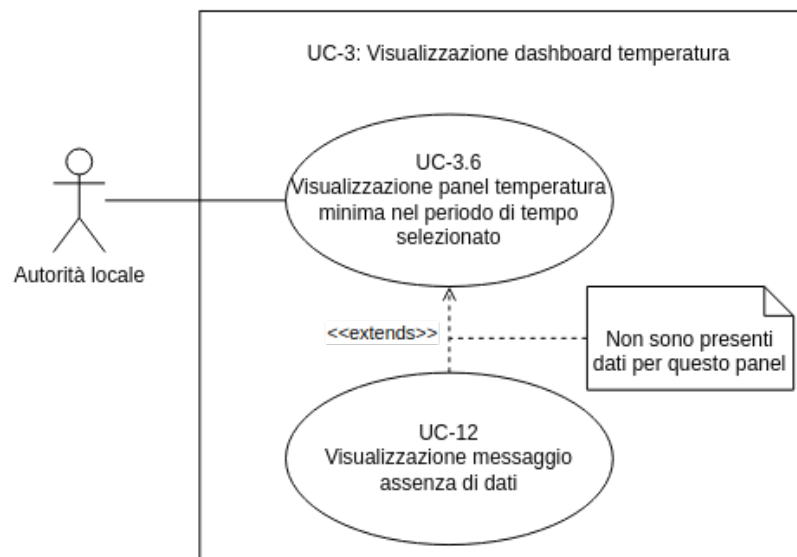 UC-3: Visualizzazione dashboard temperatura
UC-3.6
Visualizzazione panel temperatura
minima nel periodo di tempo
selezionato
Autorità locale
<<extends>>
Non sono presenti
dati per questo panel
UC-12
Visualizzazione messaggio
assenza di dati